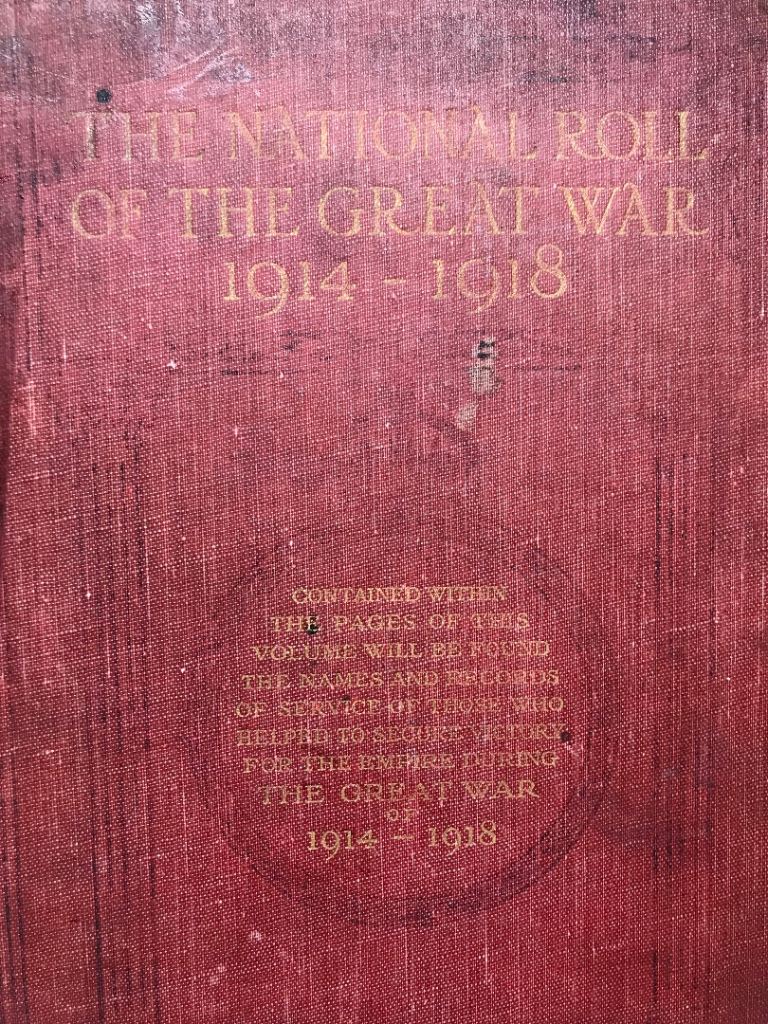 THE NATIONAL ROLL
OF THE GREAT WAR
1914 - 1918
CONTAINED WITHIN
THE PAGES OF THIS
VOLUME WILL BE FOUND
THE NAMES AND RECORDS
OF SERVICE OF THOSE WHO
HELPED TO SECURE VICTORY
FOR THE EMPIRE DURING
THE GREAT WAR
OF
1914 - 1918